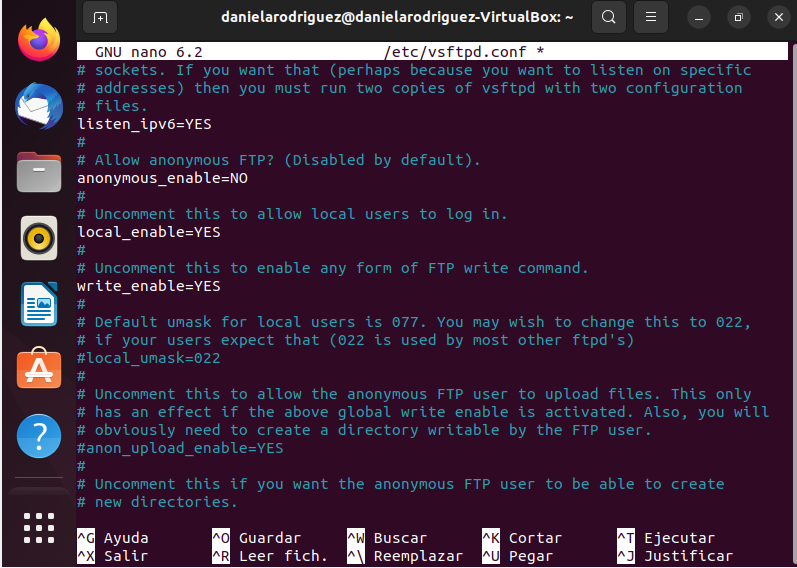 danielarodriguez@danielarodriguez-VirtualBox: ~
GNU nano 6.2 /etc/vsftpd.conf *
# sockets. If you want that (perhaps because you want to listen on specific
# addresses) then you must run two copies of vsftpd with two configuration
# files.
listen_ipv6=YES
#
# Allow anonymous FTP? (Disabled by default).
anonymous_enable=NO
#
# Uncomment this to allow local users to log in.
local_enable=YES
#
# Uncomment this to enable any form of FTP write command.
write_enable=YES
#
# Default umask for local users is 077. You may wish to change this to 022,
# if your users expect that (022 is used by most other ftpd's)
#local_umask=022
#
# Uncomment this to allow the anonymous FTP user to upload files. This only
# has an effect if the above global write enable is activated. Also, you will
# obviously need to create a directory writable by the FTP user.
#anon_upload_enable=YES
#
# Uncomment this if you want the anonymous FTP user to be able to create
# new directories.
^G Ayuda ^O Guardar ^W Buscar ^K Cortar ^T Ejecutar
^X Salir ^R Leer fich. ^\ Reemplazar ^U Pegar ^J Justificar